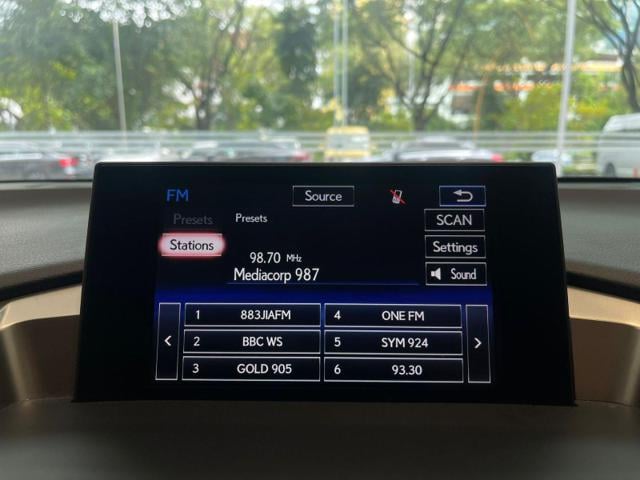 FM
Source
Presets
Presets
SCAN
Stations
Settings
98.70 MHz
Mediacorp 987
Sound
1 883JIAFM
4 ONE FM
2 BBC WS
5 SYM 924
3 GOLD 905
6 93.30